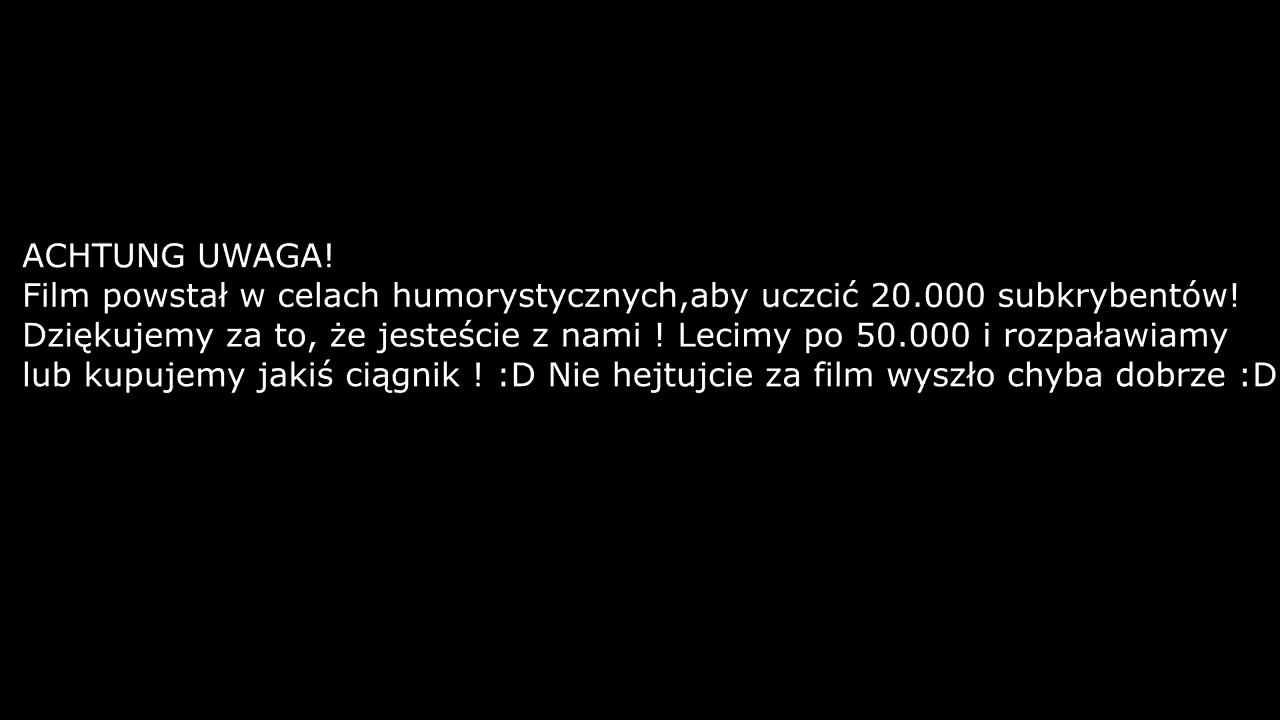 ACHTUNG UWAGA!
Film powstał w celach humorystycznych,aby uczcić 20.000 subkrybentów!
Dziękujemy za to, że jesteście z nami ! Lecimy po 50.000 i rozpaławiamy
lub kupujemy jakiś ciągnik ! :D Nie hejtujcie za film wyszło chyba dobrze :D